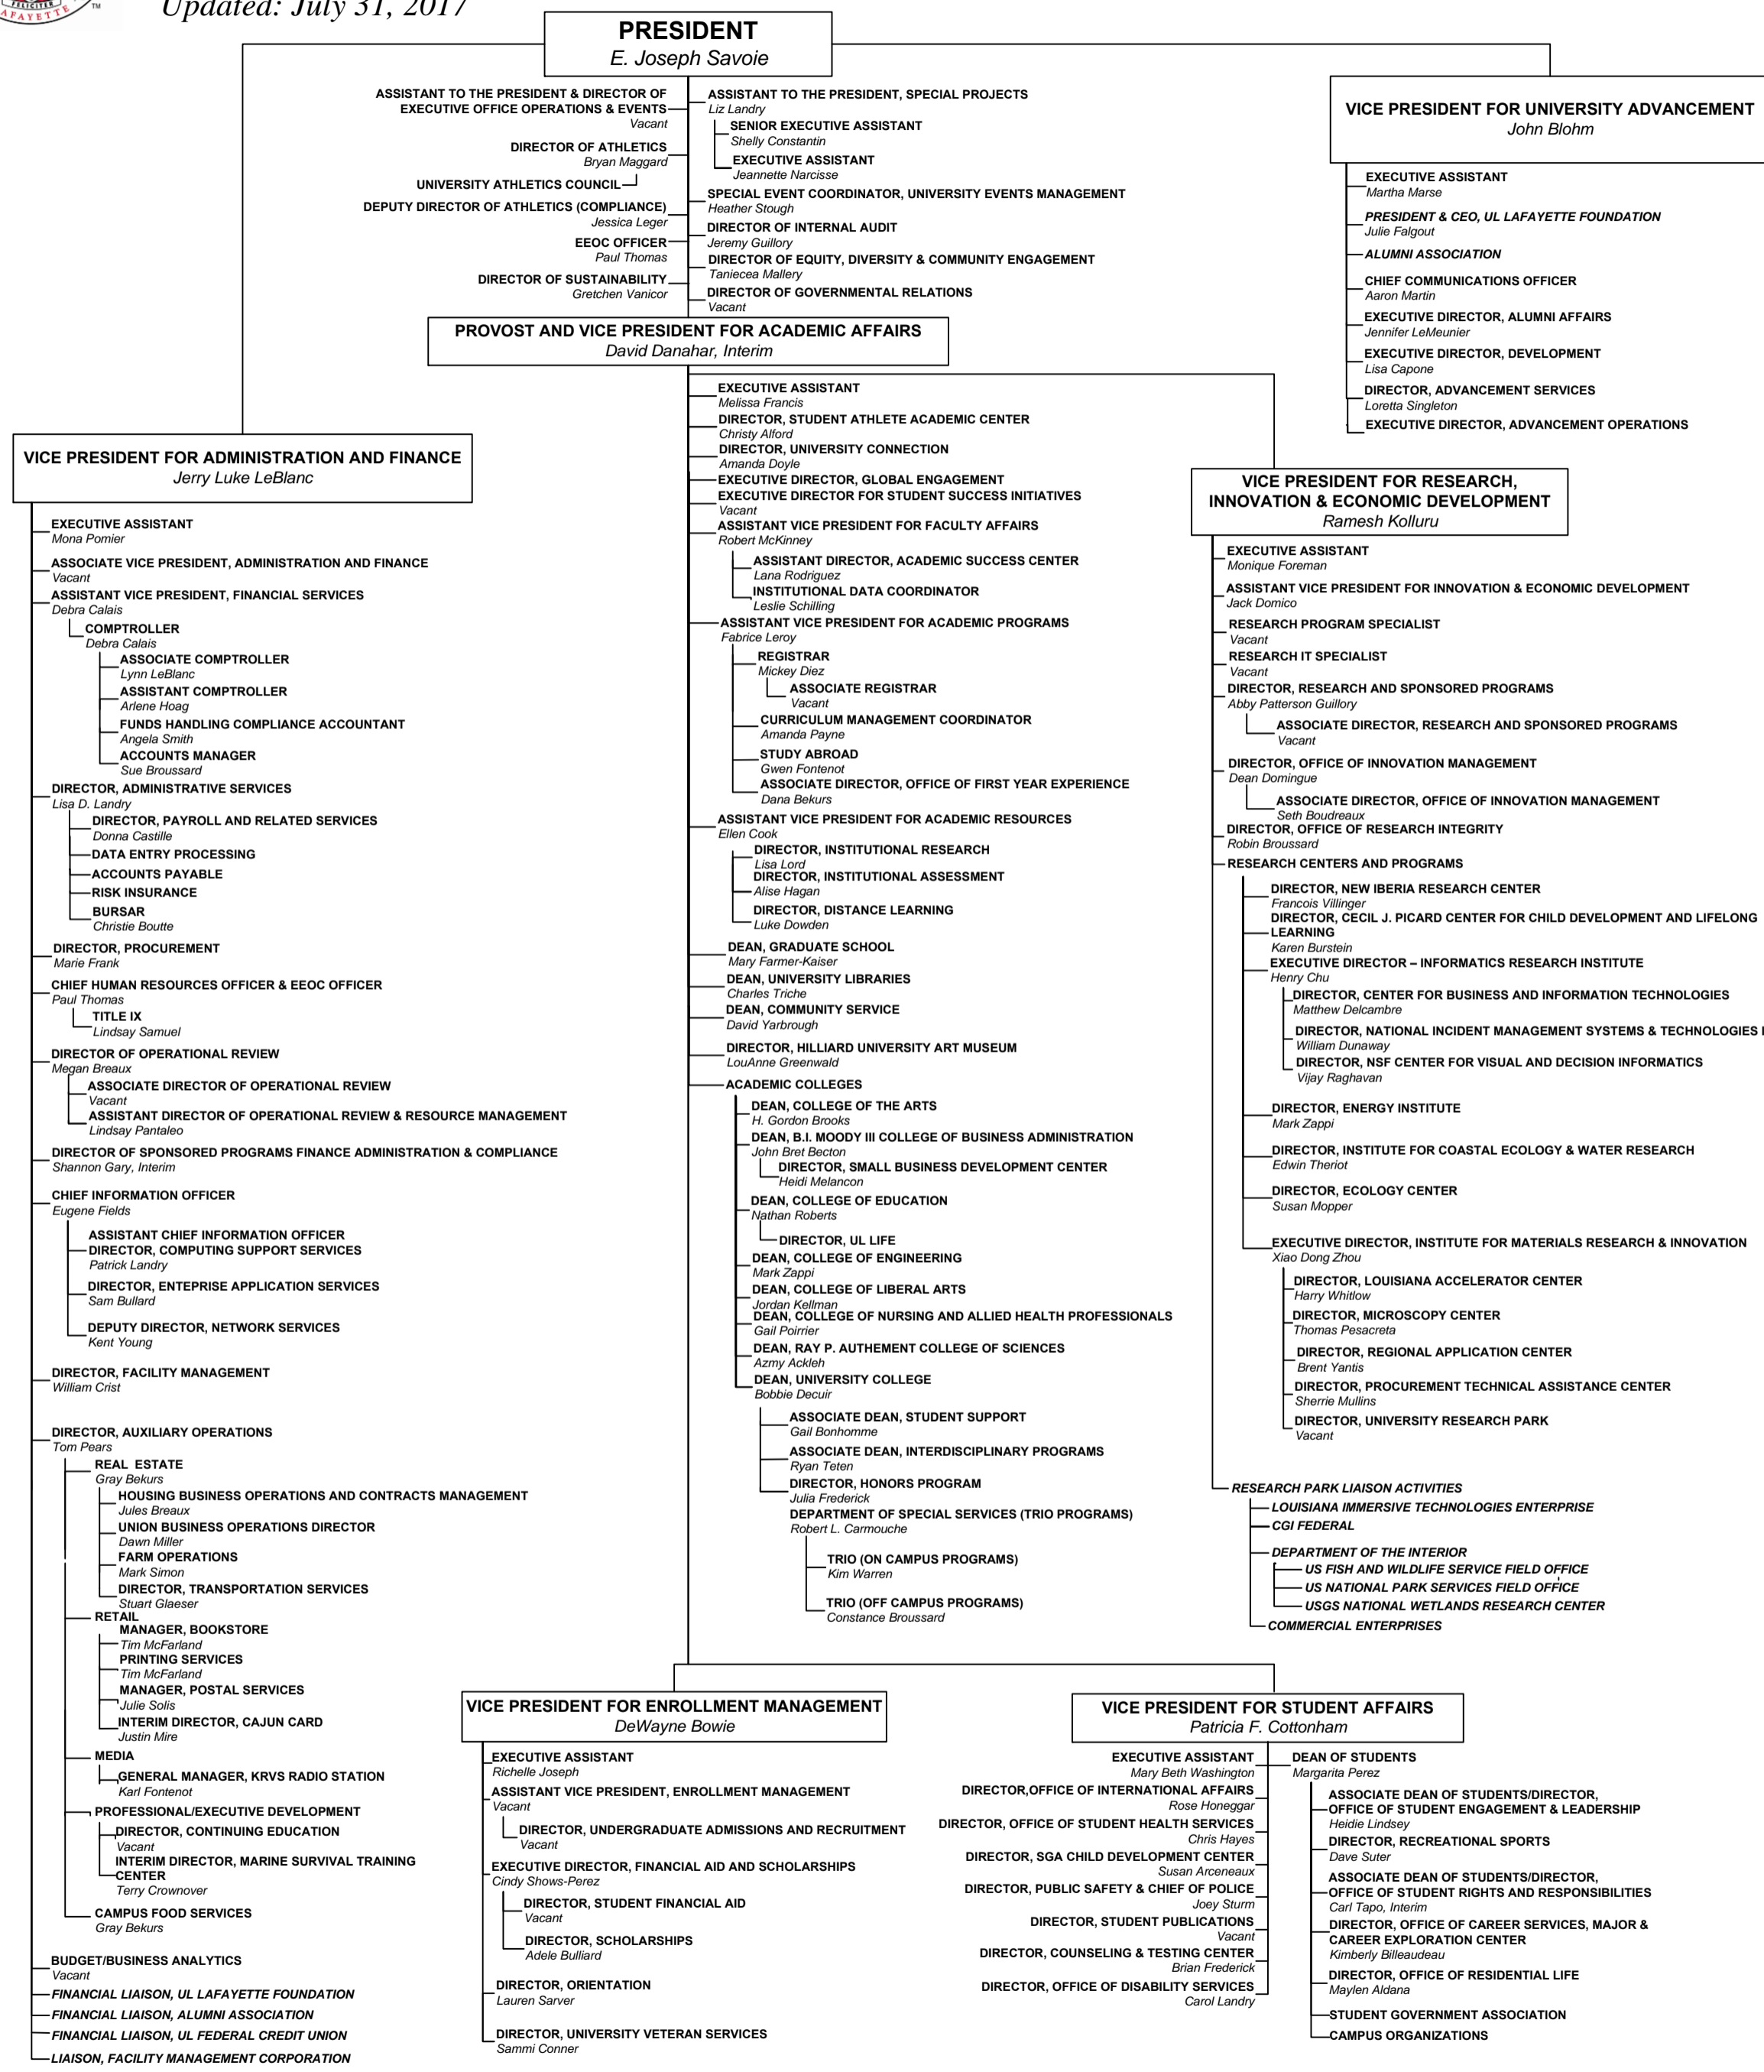 LAFAYETTE
TM
Updated: July 31, 2017
PRESIDENT
E. Joseph Savoie
ASSISTANT TO THE PRESIDENT & DIRECTOR OF
EXECUTIVE OFFICE OPERATIONS & EVENTS
Vacant
DIRECTOR OF ATHLETICS
Bryan Maggard
UNIVERSITY ATHLETICS COUNCIL
DEPUTY DIRECTOR OF ATHLETICS (COMPLIANCE)
Jessica Leger
EEOC OFFICER
Paul Thomas
DIRECTOR OF SUSTAINABILITY
Gretchen Vanicor
ASSISTANT TO THE PRESIDENT, SPECIAL PROJECTS
Liz Landry
SENIOR EXECUTIVE ASSISTANT
Shelly Constantin
EXECUTIVE ASSISTANT
Jeannette Narcisse
SPECIAL EVENT COORDINATOR, UNIVERSITY EVENTS MANAGEMENT
Heather Stough
DIRECTOR OF INTERNAL AUDIT
Jeremy Guillory
DIRECTOR OF EQUITY, DIVERSITY & COMMUNITY ENGAGEMENT
Taniecea Mallery
DIRECTOR OF GOVERNMENTAL RELATIONS
Vacant
VICE PRESIDENT FOR UNIVERSITY ADVANCEMENT
John Blohm
EXECUTIVE ASSISTANT
Martha Marse
PRESIDENT & CEO, UL LAFAYETTE FOUNDATION
Julie Falgout
ALUMNI ASSOCIATION
CHIEF COMMUNICATIONS OFFICER
Aaron Martin
EXECUTIVE DIRECTOR, ALUMNI AFFAIRS
Jennifer LeMeunier
EXECUTIVE DIRECTOR, DEVELOPMENT
Lisa Capone
DIRECTOR, ADVANCEMENT SERVICES
Loretta Singleton
EXECUTIVE DIRECTOR, ADVANCEMENT OPERATIONS
PROVOST AND VICE PRESIDENT FOR ACADEMIC AFFAIRS
David Danahar, Interim
VICE PRESIDENT FOR ADMINISTRATION AND FINANCE
Jerry Luke LeBlanc
EXECUTIVE ASSISTANT
Mona Pomier
ASSOCIATE VICE PRESIDENT, ADMINISTRATION AND FINANCE
Vacant
ASSISTANT VICE PRESIDENT, FINANCIAL SERVICES
Debra Calais
COMPTROLLER
Debra Calais
ASSOCIATE COMPTROLLER
Lynn LeBlanc
ASSISTANT COMPTROLLER
Arlene Hoag
FUNDS HANDLING COMPLIANCE ACCOUNTANT
Angela Smith
ACCOUNTS MANAGER
Sue Broussard
DIRECTOR, ADMINISTRATIVE SERVICES
Lisa D. Landry
DIRECTOR, PAYROLL AND RELATED SERVICES
Donna Castille
DATA ENTRY PROCESSING
ACCOUNTS PAYABLE
RISK INSURANCE
BURSAR
Christie Boutte
DIRECTOR, PROCUREMENT
Marie Frank
CHIEF HUMAN RESOURCES OFFICER & EEOC OFFICER
Paul Thomas
TITLE IX
Lindsay Samuel
DIRECTOR OF OPERATIONAL REVIEW
Megan Breaux
ASSOCIATE DIRECTOR OF OPERATIONAL REVIEW
Vacant
ASSISTANT DIRECTOR OF OPERATIONAL REVIEW & RESOURCE MANAGEMENT
Lindsay Pantaleo
DIRECTOR OF SPONSORED PROGRAMS FINANCE ADMINISTRATION & COMPLIANCE
Shannon Gary, Interim
CHIEF INFORMATION OFFICER
Eugene Fields
ASSISTANT CHIEF INFORMATION OFFICER
DIRECTOR, COMPUTING SUPPORT SERVICES
Patrick Landry
DIRECTOR, ENTEPRISE APPLICATION SERVICES
Sam Bullard
DEPUTY DIRECTOR, NETWORK SERVICES
Kent Young
DIRECTOR, FACILITY MANAGEMENT
William Crist
DIRECTOR, AUXILIARY OPERATIONS
Tom Pears
REAL ESTATE
Gray Bekurs
HOUSING BUSINESS OPERATIONS AND CONTRACTS MANAGEMENT
Jules Breaux
UNION BUSINESS OPERATIONS DIRECTOR
Dawn Miller
FARM OPERATIONS
Mark Simon
DIRECTOR, TRANSPORTATION SERVICES
Stuart Glaeser
RETAIL
MANAGER, BOOKSTORE
Tim McFarland
PRINTING SERVICES
Tim McFarland
MANAGER, POSTAL SERVICES
Julie Solis
INTERIM DIRECTOR, CAJUN CARD
Justin Mire
MEDIA
GENERAL MANAGER, KRVS RADIO STATION
Karl Fontenot
PROFESSIONAL/EXECUTIVE DEVELOPMENT
DIRECTOR, CONTINUING EDUCATION
Vacant
INTERIM DIRECTOR, MARINE SURVIVAL TRAINING
CENTER
Terry Crownover
CAMPUS FOOD SERVICES
Gray Bekurs
BUDGET/BUSINESS ANALYTICS
Vacant
FINANCIAL LIAISON, UL LAFAYETTE FOUNDATION
FINANCIAL LIAISON, ALUMNI ASSOCIATION
FINANCIAL LIAISON, UL FEDERAL CREDIT UNION
LIAISON, FACILITY MANAGEMENT CORPORATION
EXECUTIVE ASSISTANT
Melissa Francis
DIRECTOR, STUDENT ATHLETE ACADEMIC CENTER
Christy Alford
DIRECTOR, UNIVERSITY CONNECTION
Amanda Doyle
EXECUTIVE DIRECTOR, GLOBAL ENGAGEMENT
EXECUTIVE DIRECTOR FOR STUDENT SUCCESS INITIATIVES
Vacant
ASSISTANT VICE PRESIDENT FOR FACULTY AFFAIRS
Robert McKinney
ASSISTANT DIRECTOR, ACADEMIC SUCCESS CENTER
Lana Rodriguez
INSTITUTIONAL DATA COORDINATOR
Leslie Schilling
ASSISTANT VICE PRESIDENT FOR ACADEMIC PROGRAMS
Fabrice Leroy
REGISTRAR
Mickey Diez
ASSOCIATE REGISTRAR
Vacant
CURRICULUM MANAGEMENT COORDINATOR
Amanda Payne
STUDY ABROAD
Gwen Fontenot
ASSOCIATE DIRECTOR, OFFICE OF FIRST YEAR EXPERIENCE
Dana Bekurs
ASSISTANT VICE PRESIDENT FOR ACADEMIC RESOURCES
Ellen Cook
DIRECTOR, INSTITUTIONAL RESEARCH
Lisa Lord
DIRECTOR, INSTITUTIONAL ASSESSMENT
Alise Hagan
DIRECTOR, DISTANCE LEARNING
Luke Dowden
DEAN, GRADUATE SCHOOL
Mary Farmer-Kaiser
DEAN, UNIVERSITY LIBRARIES
Charles Triche
DEAN, COMMUNITY SERVICE
David Yarbrough
DIRECTOR, HILLIARD UNIVERSITY ART MUSEUM
LouAnne Greenwald
ACADEMIC COLLEGES
DEAN, COLLEGE OF THE ARTS
H. Gordon Brooks
DEAN, B.I. MOODY III COLLEGE OF BUSINESS ADMINISTRATION
John Bret Becton
DIRECTOR, SMALL BUSINESS DEVELOPMENT CENTER
Heidi Melancon
DEAN, COLLEGE OF EDUCATION
Nathan Roberts
DIRECTOR, UL LIFE
DEAN, COLLEGE OF ENGINEERING
Mark Zappi
DEAN, COLLEGE OF LIBERAL ARTS
Jordan Kellman
DEAN, COLLEGE OF NURSING AND ALLIED HEALTH PROFESSIONALS
Gail Poirrier
DEAN, RAY P. AUTHEMENT COLLEGE OF SCIENCES
Azmy Ackleh
DEAN, UNIVERSITY COLLEGE
Bobbie Decuir
ASSOCIATE DEAN, STUDENT SUPPORT
Gail Bonhomme
ASSOCIATE DEAN, INTERDISCIPLINARY PROGRAMS
Ryan Teten
DIRECTOR, HONORS PROGRAM
Julia Frederick
DEPARTMENT OF SPECIAL SERVICES (TRIO PROGRAMS)
Robert L. Carmouche
TRIO (ON CAMPUS PROGRAMS)
Kim Warren
TRIO (OFF CAMPUS PROGRAMS)
Constance Broussard
VICE PRESIDENT FOR RESEARCH,
INNOVATION & ECONOMIC DEVELOPMENT
Ramesh Kolluru
EXECUTIVE ASSISTANT
Monique Foreman
ASSISTANT VICE PRESIDENT FOR INNOVATION & ECONOMIC DEVELOPMENT
Jack Domico
RESEARCH PROGRAM SPECIALIST
Vacant
RESEARCH IT SPECIALIST
Vacant
DIRECTOR, RESEARCH AND SPONSORED PROGRAMS
Abby Patterson Guillory
ASSOCIATE DIRECTOR, RESEARCH AND SPONSORED PROGRAMS
Vacant
DIRECTOR, OFFICE OF INNOVATION MANAGEMENT
Dean Domingue
ASSOCIATE DIRECTOR, OFFICE OF INNOVATION MANAGEMENT
Seth Boudreaux
DIRECTOR, OFFICE OF RESEARCH INTEGRITY
Robin Broussard
RESEARCH CENTERS AND PROGRAMS
DIRECTOR, NEW IBERIA RESEARCH CENTER
Francois Villinger
DIRECTOR, CECIL J. PICARD CENTER FOR CHILD DEVELOPMENT AND LIFELONG
LEARNING
Karen Burstein
EXECUTIVE DIRECTOR – INFORMATICS RESEARCH INSTITUTE
Henry Chu
DIRECTOR, CENTER FOR BUSINESS AND INFORMATION TECHNOLOGIES
Matthew Delcambre
DIRECTOR, NATIONAL INCIDENT MANAGEMENT SYSTEMS & TECHNOLOGIES
William Dunaway
DIRECTOR, NSF CENTER FOR VISUAL AND DECISION INFORMATICS
Vijay Raghavan
DIRECTOR, ENERGY INSTITUTE
Mark Zappi
DIRECTOR, INSTITUTE FOR COASTAL ECOLOGY & WATER RESEARCH
Edwin Theriot
DIRECTOR, ECOLOGY CENTER
Susan Mopper
EXECUTIVE DIRECTOR, INSTITUTE FOR MATERIALS RESEARCH & INNOVATION
Xiao Dong Zhou
DIRECTOR, LOUISIANA ACCELERATOR CENTER
Harry Whitlow
DIRECTOR, MICROSCOPY CENTER
Thomas Pesacreta
DIRECTOR, REGIONAL APPLICATION CENTER
Brent Yantis
DIRECTOR, PROCUREMENT TECHNICAL ASSISTANCE CENTER
Sherrie Mullins
DIRECTOR, UNIVERSITY RESEARCH PARK
Vacant
RESEARCH PARK LIAISON ACTIVITIES
LOUISIANA IMMERSIVE TECHNOLOGIES ENTERPRISE
CGI FEDERAL
DEPARTMENT OF THE INTERIOR
US FISH AND WILDLIFE SERVICE FIELD OFFICE
US NATIONAL PARK SERVICES FIELD OFFICE
USGS NATIONAL WETLANDS RESEARCH CENTER
COMMERCIAL ENTERPRISES
VICE PRESIDENT FOR ENROLLMENT MANAGEMENT
DeWayne Bowie
EXECUTIVE ASSISTANT
Richelle Joseph
ASSISTANT VICE PRESIDENT, ENROLLMENT MANAGEMENT
Vacant
DIRECTOR, UNDERGRADUATE ADMISSIONS AND RECRUITMENT
Vacant
EXECUTIVE DIRECTOR, FINANCIAL AID AND SCHOLARSHIPS
Cindy Shows-Perez
DIRECTOR, STUDENT FINANCIAL AID
Vacant
DIRECTOR, SCHOLARSHIPS
Adele Bulliard
DIRECTOR, ORIENTATION
Lauren Sarver
DIRECTOR, UNIVERSITY VETERAN SERVICES
Sammi Conner
VICE PRESIDENT FOR STUDENT AFFAIRS
Patricia F. Cottonham
EXECUTIVE ASSISTANT
Mary Beth Washington
DIRECTOR,OFFICE OF INTERNATIONAL AFFAIRS
Rose Honeggar
DIRECTOR, OFFICE OF STUDENT HEALTH SERVICES
Chris Hayes
DIRECTOR, SGA CHILD DEVELOPMENT CENTER
Susan Arceneaux
DIRECTOR, PUBLIC SAFETY & CHIEF OF POLICE
Joey Sturm
DIRECTOR, STUDENT PUBLICATIONS
Vacant
DIRECTOR, COUNSELING & TESTING CENTER
Brian Frederick
DIRECTOR, OFFICE OF DISABILITY SERVICES
Carol Landry
DEAN OF STUDENTS
Margarita Perez
ASSOCIATE DEAN OF STUDENTS/DIRECTOR,
OFFICE OF STUDENT ENGAGEMENT & LEADERSHIP
Heidie Lindsey
DIRECTOR, RECREATIONAL SPORTS
Dave Suter
ASSOCIATE DEAN OF STUDENTS/DIRECTOR,
OFFICE OF STUDENT RIGHTS AND RESPONSIBILITIES
Carl Tapo, Interim
DIRECTOR, OFFICE OF CAREER SERVICES, MAJOR &
CAREER EXPLORATION CENTER
Kimberly Billeaudeau
DIRECTOR, OFFICE OF RESIDENTIAL LIFE
Maylen Aldana
STUDENT GOVERNMENT ASSOCIATION
CAMPUS ORGANIZATIONS